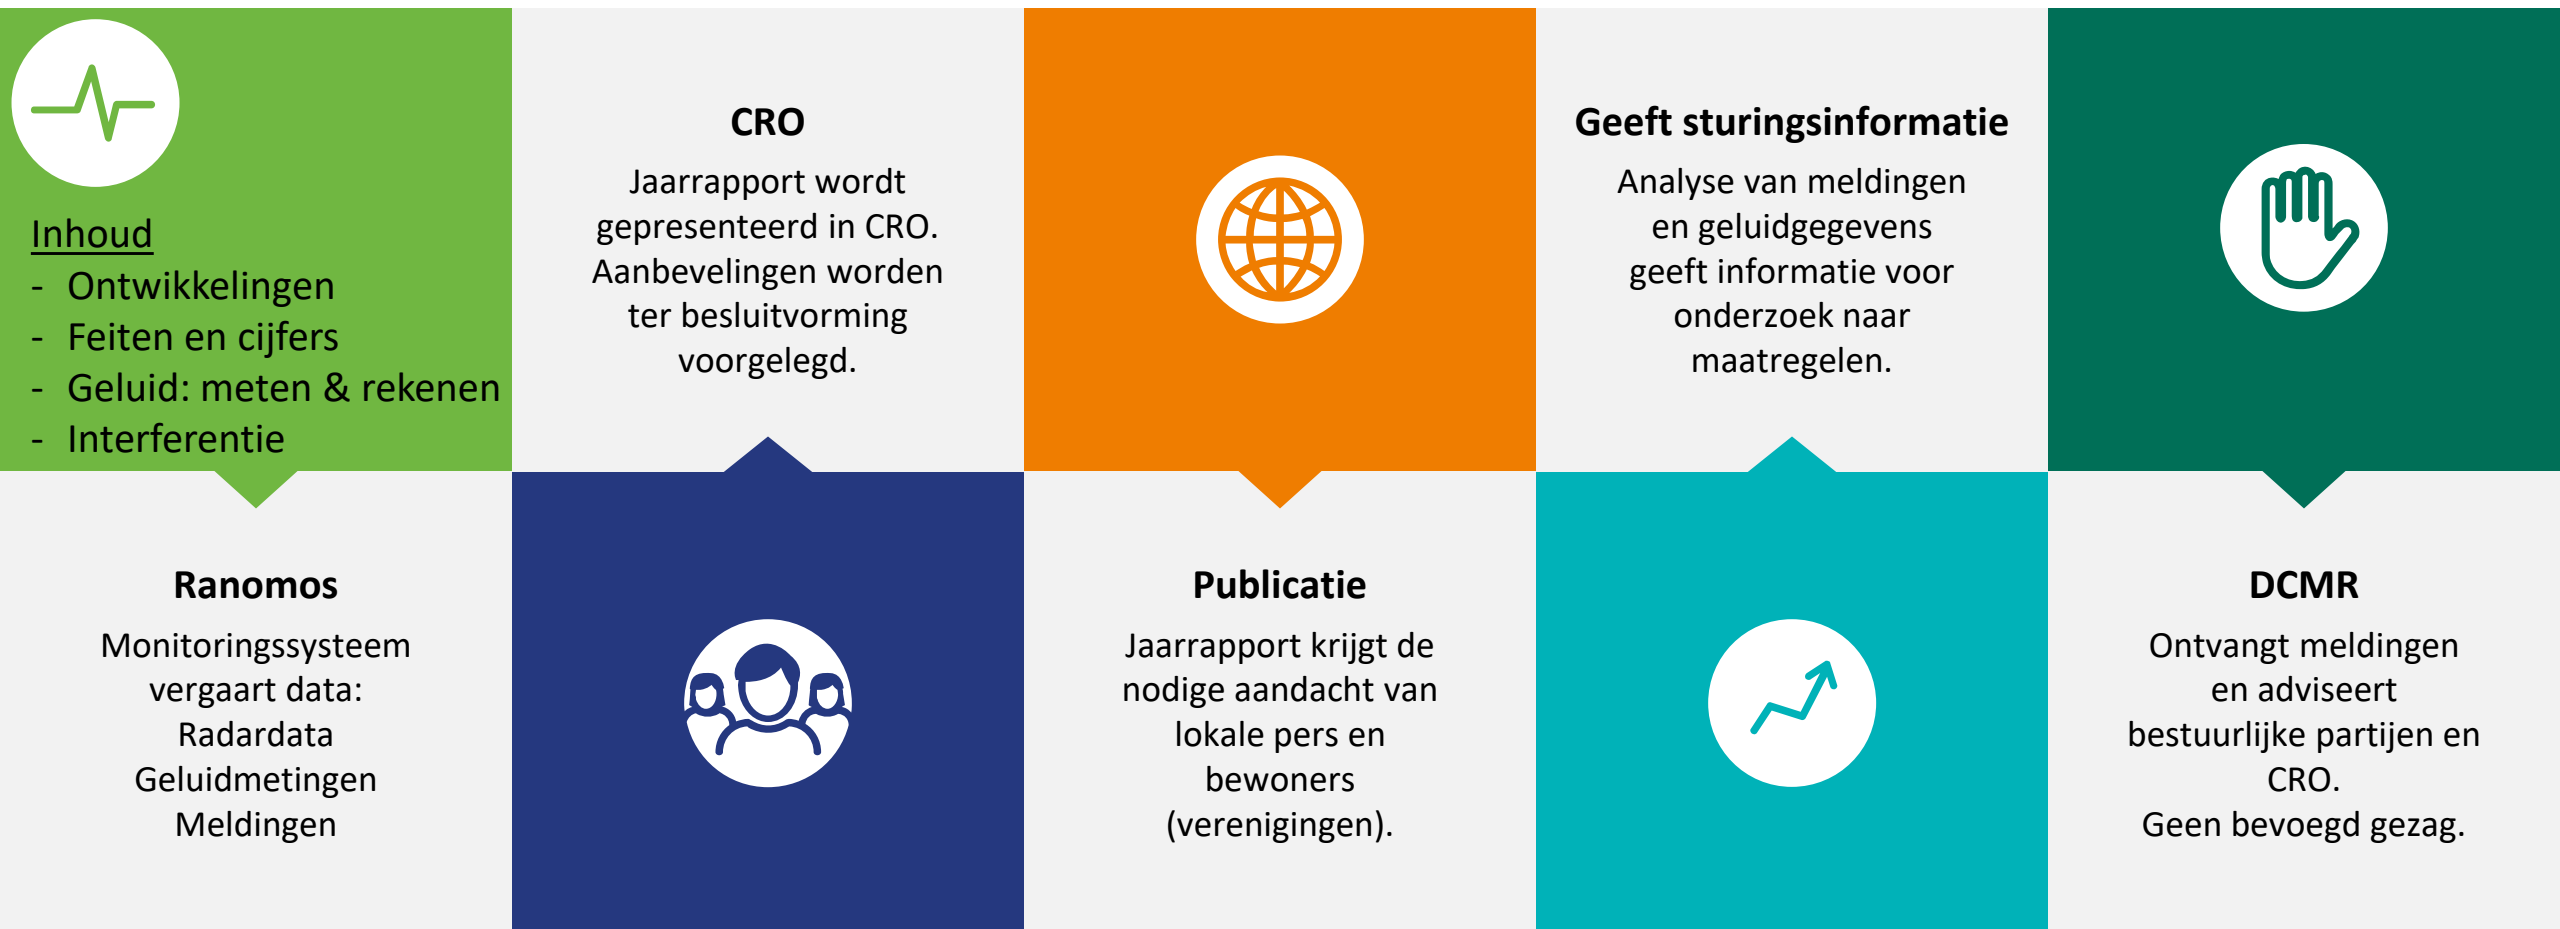 Inhoud
- Ontwikkelingen
- Feiten en cijfers
- Geluid: meten & rekenen
- Interferentie
Ranomos
Monitoringssysteem
vergaart data:
Radardata
Geluidmetingen
Meldingen
CRO
Jaarrapport wordt
gepresenteerd in CRO.
Aanbevelingen worden
ter besluitvorming
voorgelegd.
Publicatie
Jaarrapport krijgt de
nodige aandacht van
lokale pers en
bewoners
(verenigingen).
Geeft sturingsinformatie
Analyse van meldingen
en geluidgegevens
geeft informatie voor
onderzoek naar
maatregelen.
DCMR
Ontvangt meldingen
en adviseert
bestuurlijke partijen en
CRO.
Geen bevoegd gezag.